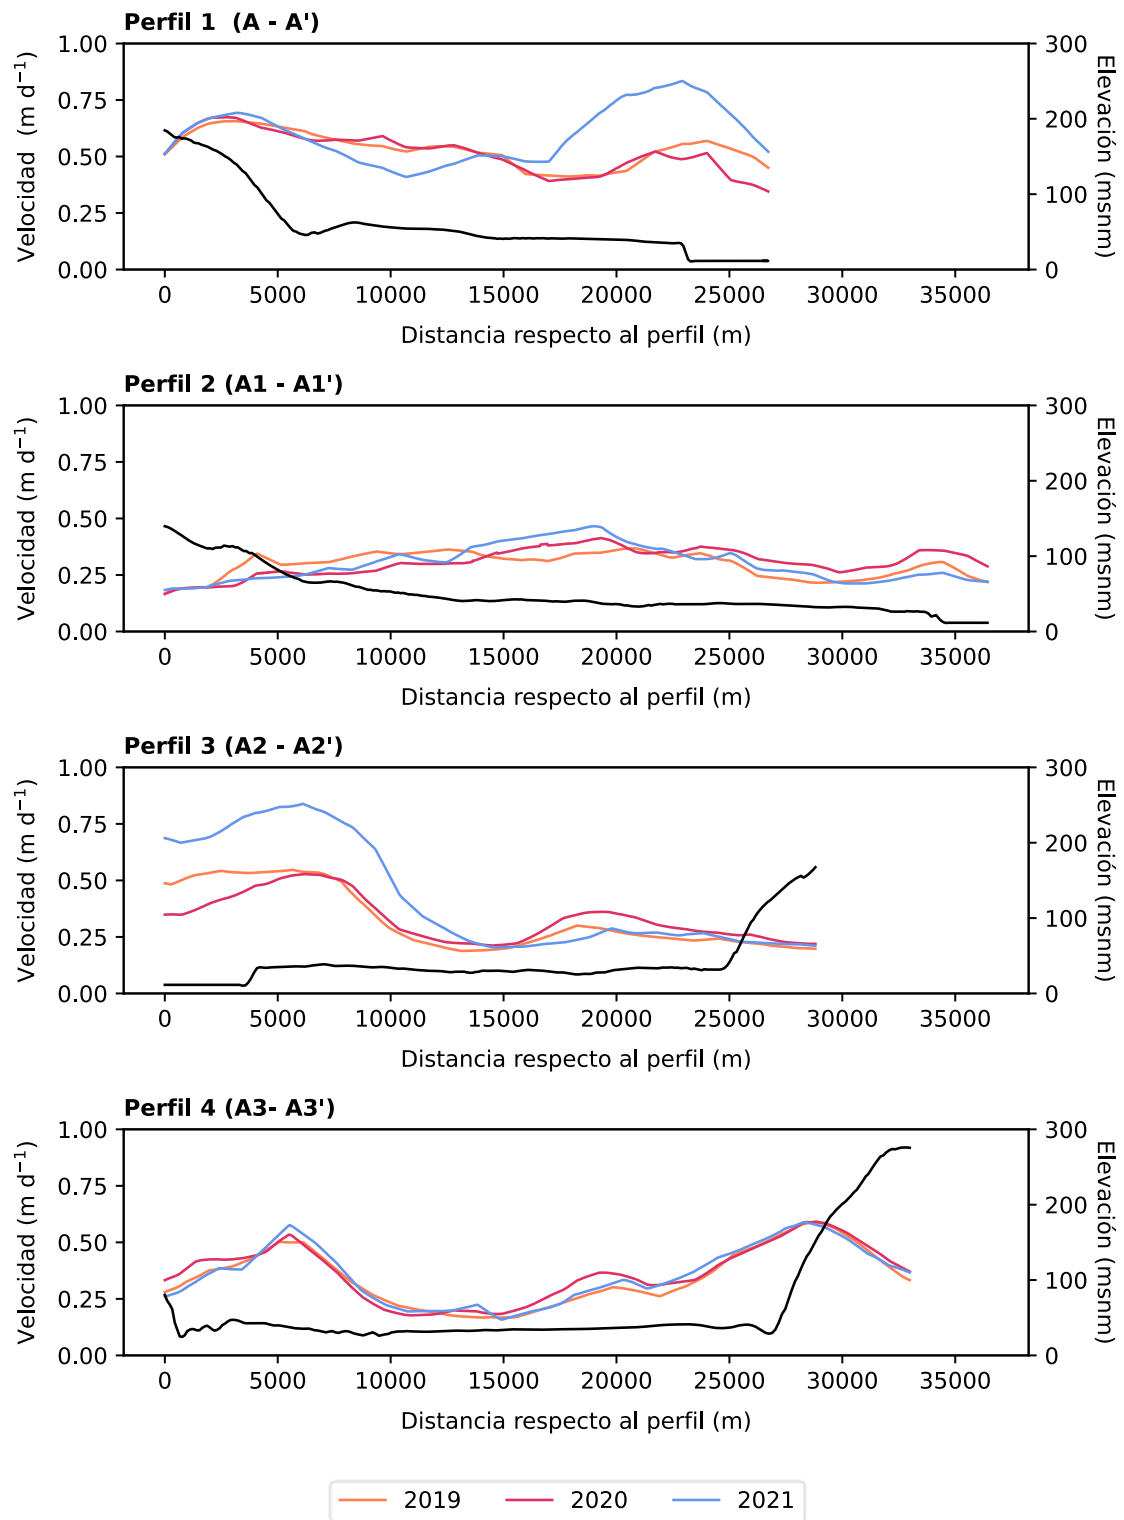 Perfil 1 (A - A')
1.00
0.75
0.50
0.25
0.00
Velocidad (m d−1)
300
200
100
0
Elevación (msnm)
0 5000 10000 15000 20000 25000 30000 35000
Distancia respecto al perfil (m)
Perfil 2 (A1 - A1')
1.00
0.75
0.50
0.25
0.00
Velocidad (m d−1)
300
200
100
0
Elevación (msnm)
0 5000 10000 15000 20000 25000 30000 35000
Distancia respecto al perfil (m)
Perfil 3 (A2 - A2')
1.00
0.75
0.50
0.25
0.00
Velocidad (m d−1)
300
200
100
0
Elevación (msnm)
0 5000 10000 15000 20000 25000 30000 35000
Distancia respecto al perfil (m)
Perfil 4 (A3- A3')
1.00
0.75
0.50
0.25
0.00
Velocidad (m d−1)
300
200
100
0
Elevación (msnm)
0 5000 10000 15000 20000 25000 30000 35000
Distancia respecto al perfil (m)
2019 2020 2021